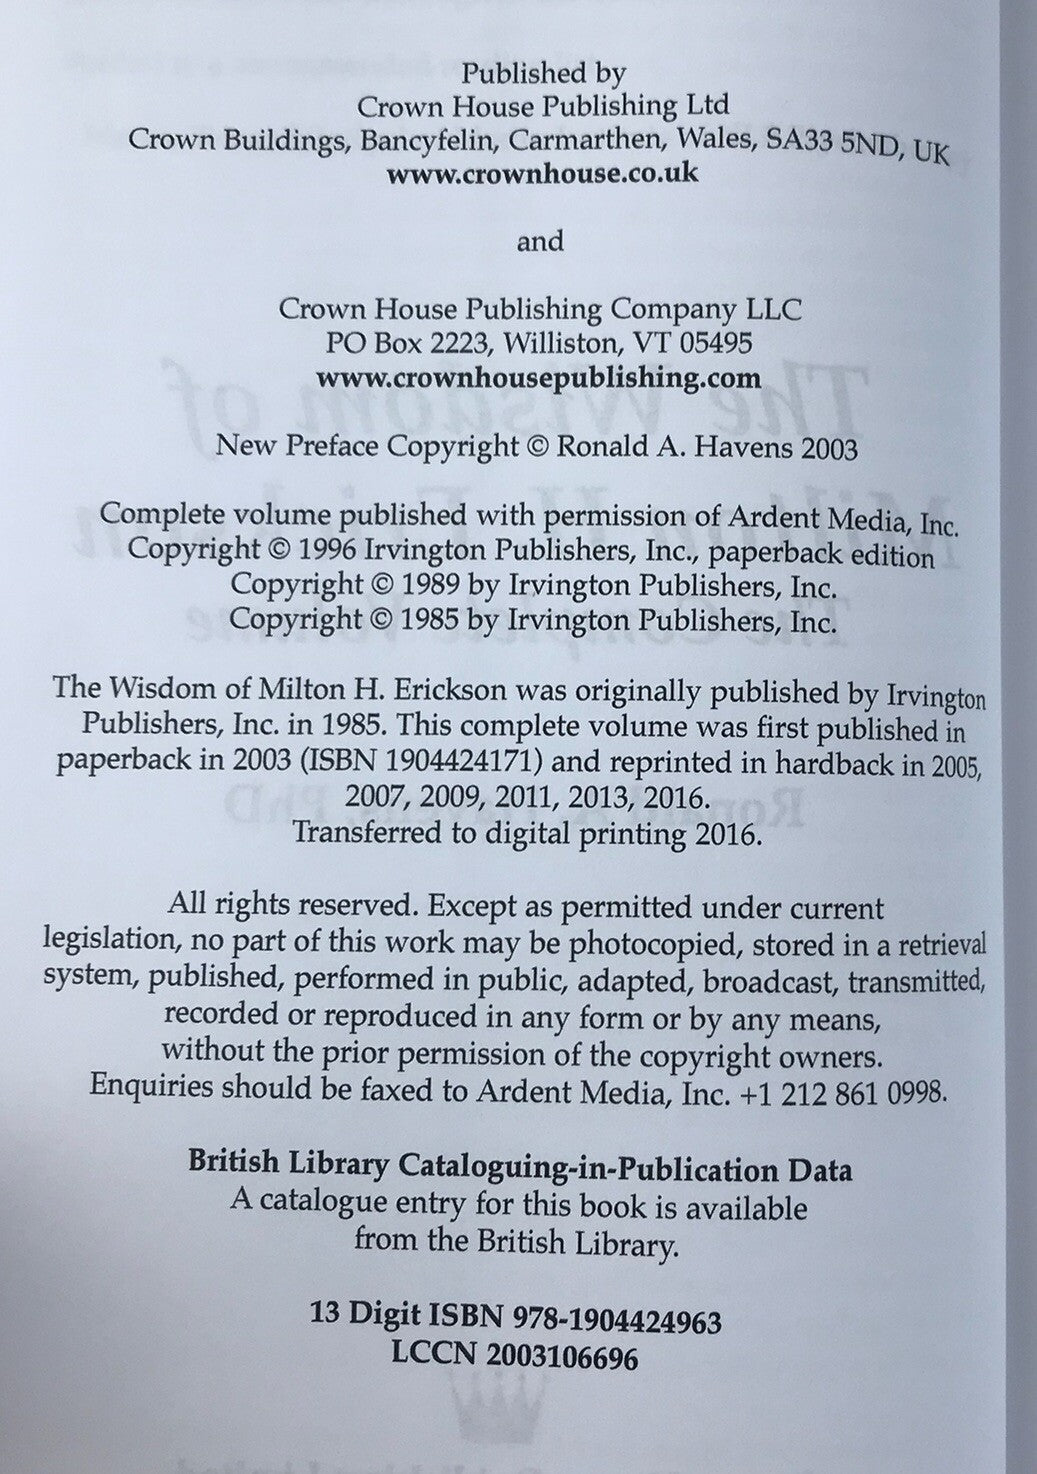 Published by
Crown House Publishing Ltd
Crown Buildings, Bancyfelin, Carmarthen, Wales, SA33 5ND, UK
www.crownhouse.co.uk
and
Crown House Publishing Company LLC
PO Box 2223, Williston, VT 05495
www.crownhousepublishing.com
New Preface Copyright © Ronald A. Havens 2003
Complete volume published with permission of Ardent Media, Inc.
Copyright © 1996 Irvington Publishers, Inc., paperback edition
Copyright © 1989 by Irvington Publishers, Inc.
Copyright © 1985 by Irvington Publishers, Inc.
The Wisdom of Milton H. Erickson was originally published by Irvington
Publishers, Inc. in 1985. This complete volume was first published in
paperback in 2003 (ISBN 1904424171) and reprinted in hardback in 2005,
2007, 2009, 2011, 2013, 2016.
Transferred to digital printing 2016.
All rights reserved. Except as permitted under current
legislation, no part of this work may be photocopied, stored in a retrieval
system, published, performed in public, adapted, broadcast, transmitted,
recorded or reproduced in any form or by any means,
without the prior permission of the copyright owners.
Enquiries should be faxed to Ardent Media, Inc. +1 212 861 0998.
British Library Cataloguing-in-Publication Data
A catalogue entry for this book is available
from the British Library.
13 Digit ISBN 978-1904424963
LCCN 2003106696